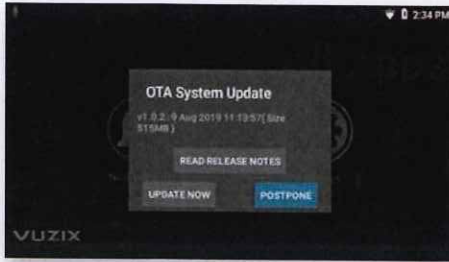 2:34 PM
OTA System Update
v1.0.2: 9 Aug 2019 11:13:57( Size
515MB )
READ RELEASE NOTES
UPDATE NOW
POSTPONE
VUZIX